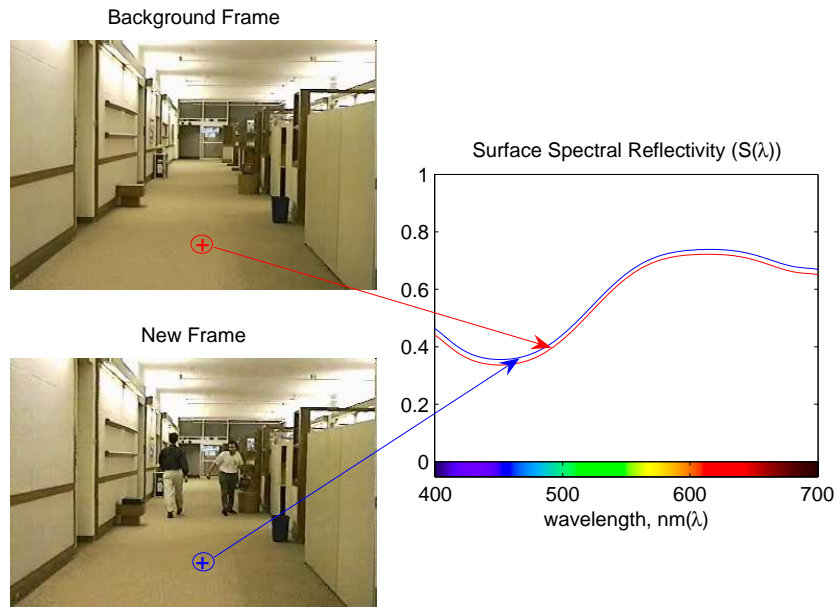 Background Frame
New Frame
Surface Spectral Reflectivity (S(λ))
1
0.8
0.6
0.4
0.2
0
400 500 600 700
wavelength, nm(λ)